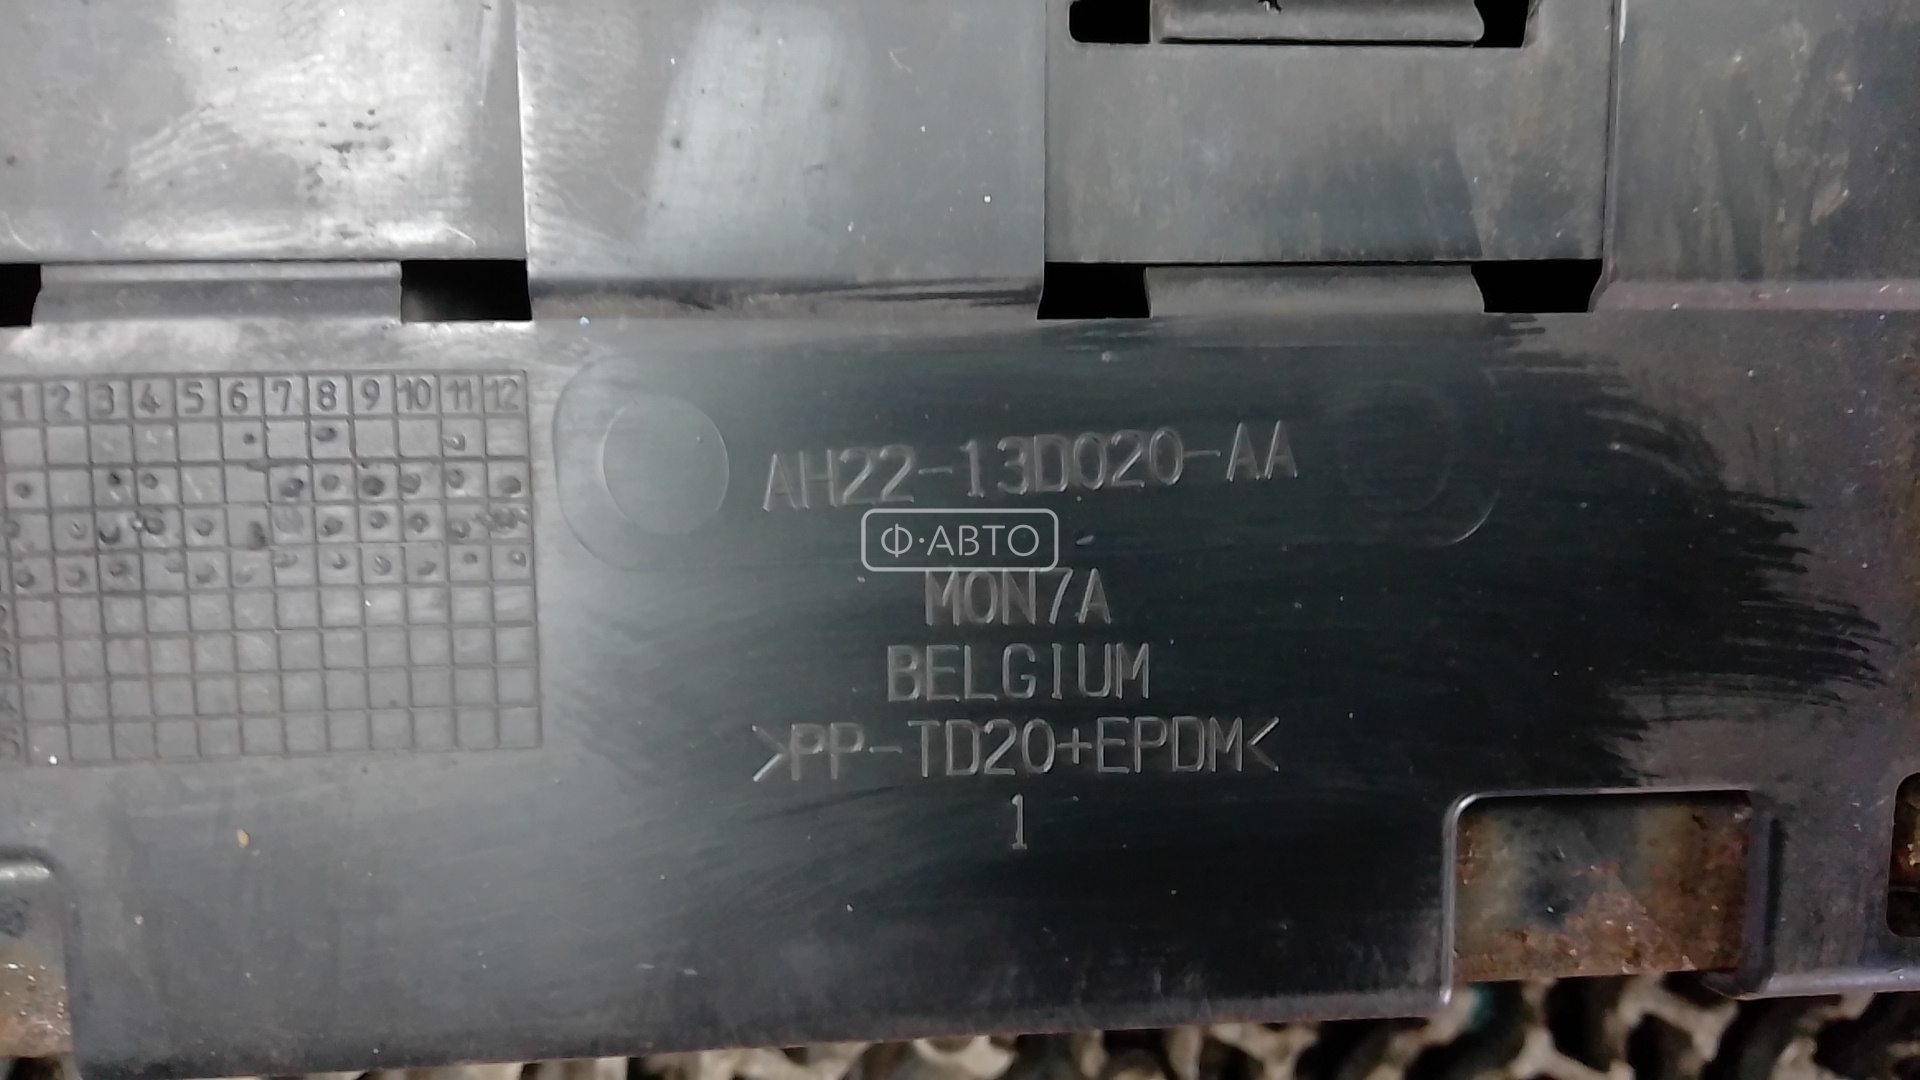 1 2 3 4 5 6 7 8 9 10 11 12
AH22-13D020-AA
Ф·АВТО
MON7A
BELGIUM
>PP-TD20+EPDM<
1